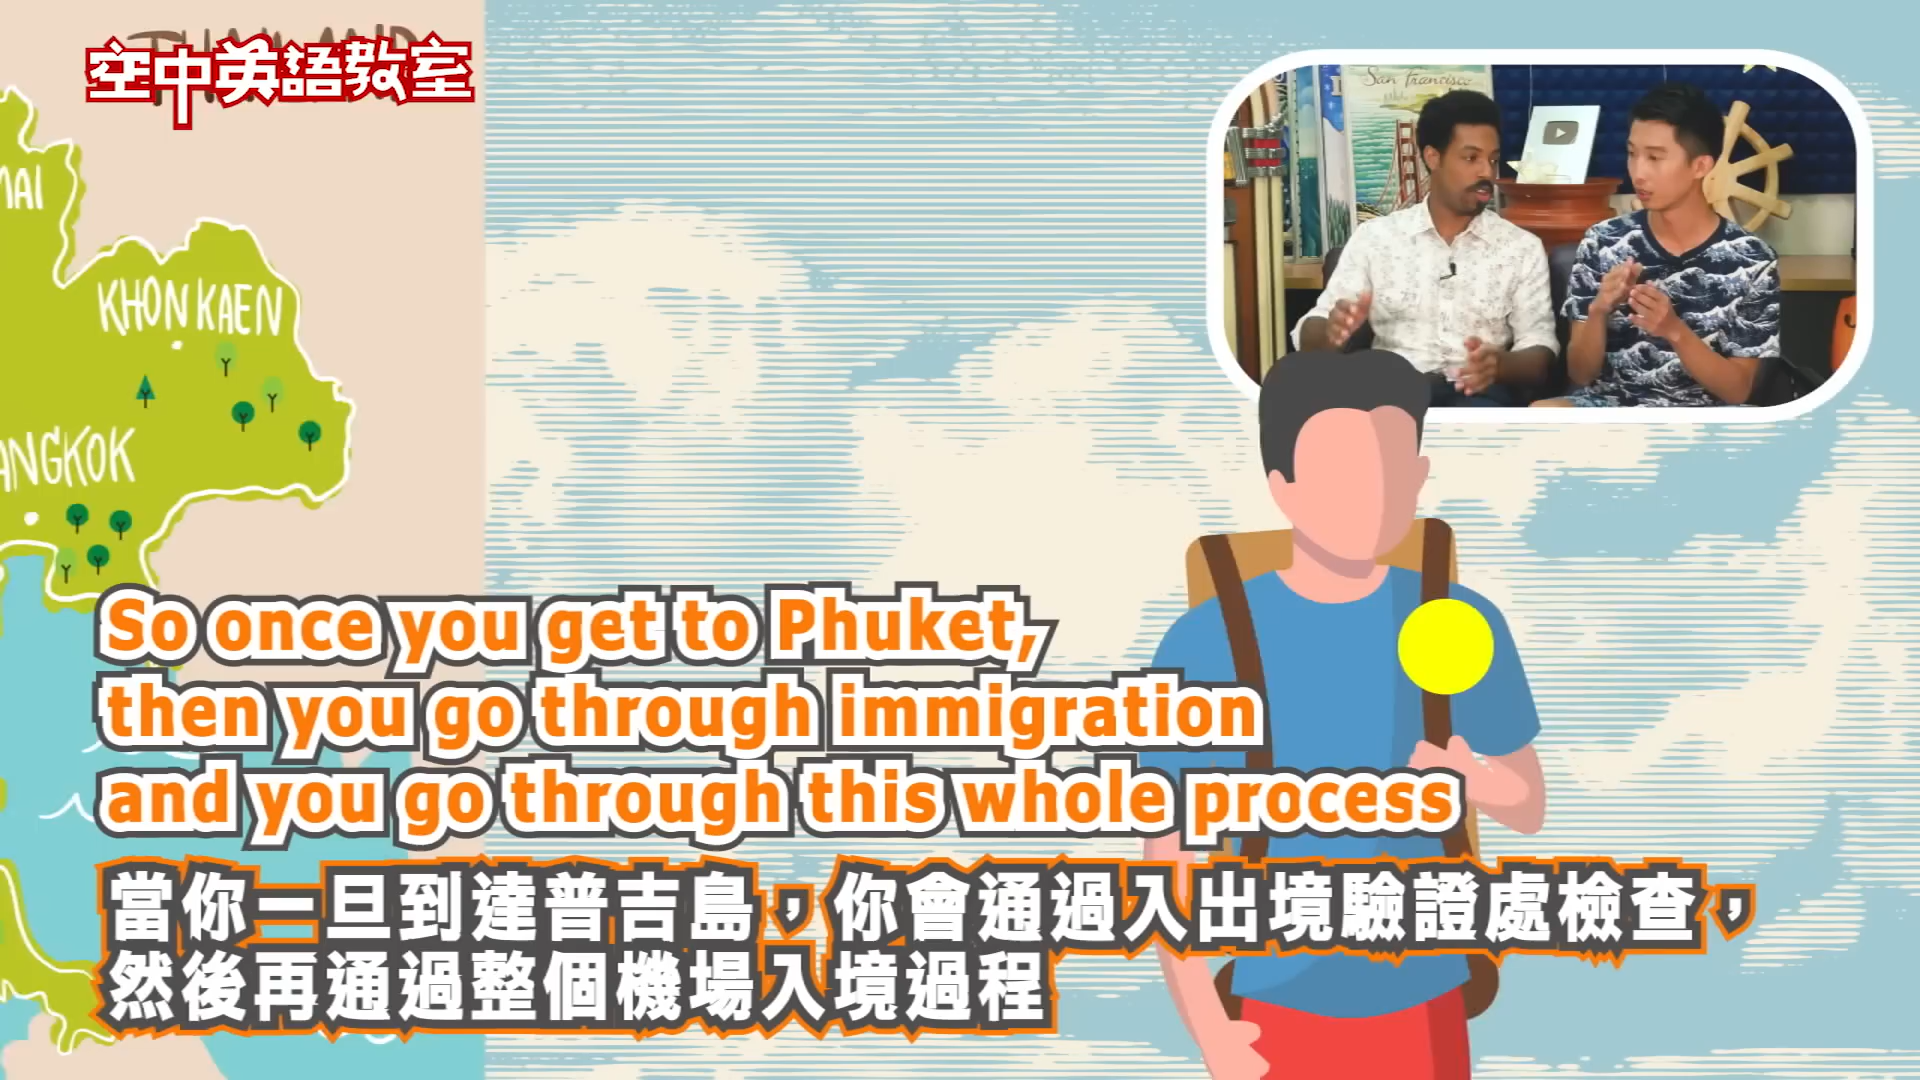 空中英語教室
San Francisco
KHON KAEN
So once you get to Phuket,
then you go through immigration
and you go through this whole process
當你一旦到達普吉島，你會通過入出境驗證處檢查，
然後再通過整個機場入境過程